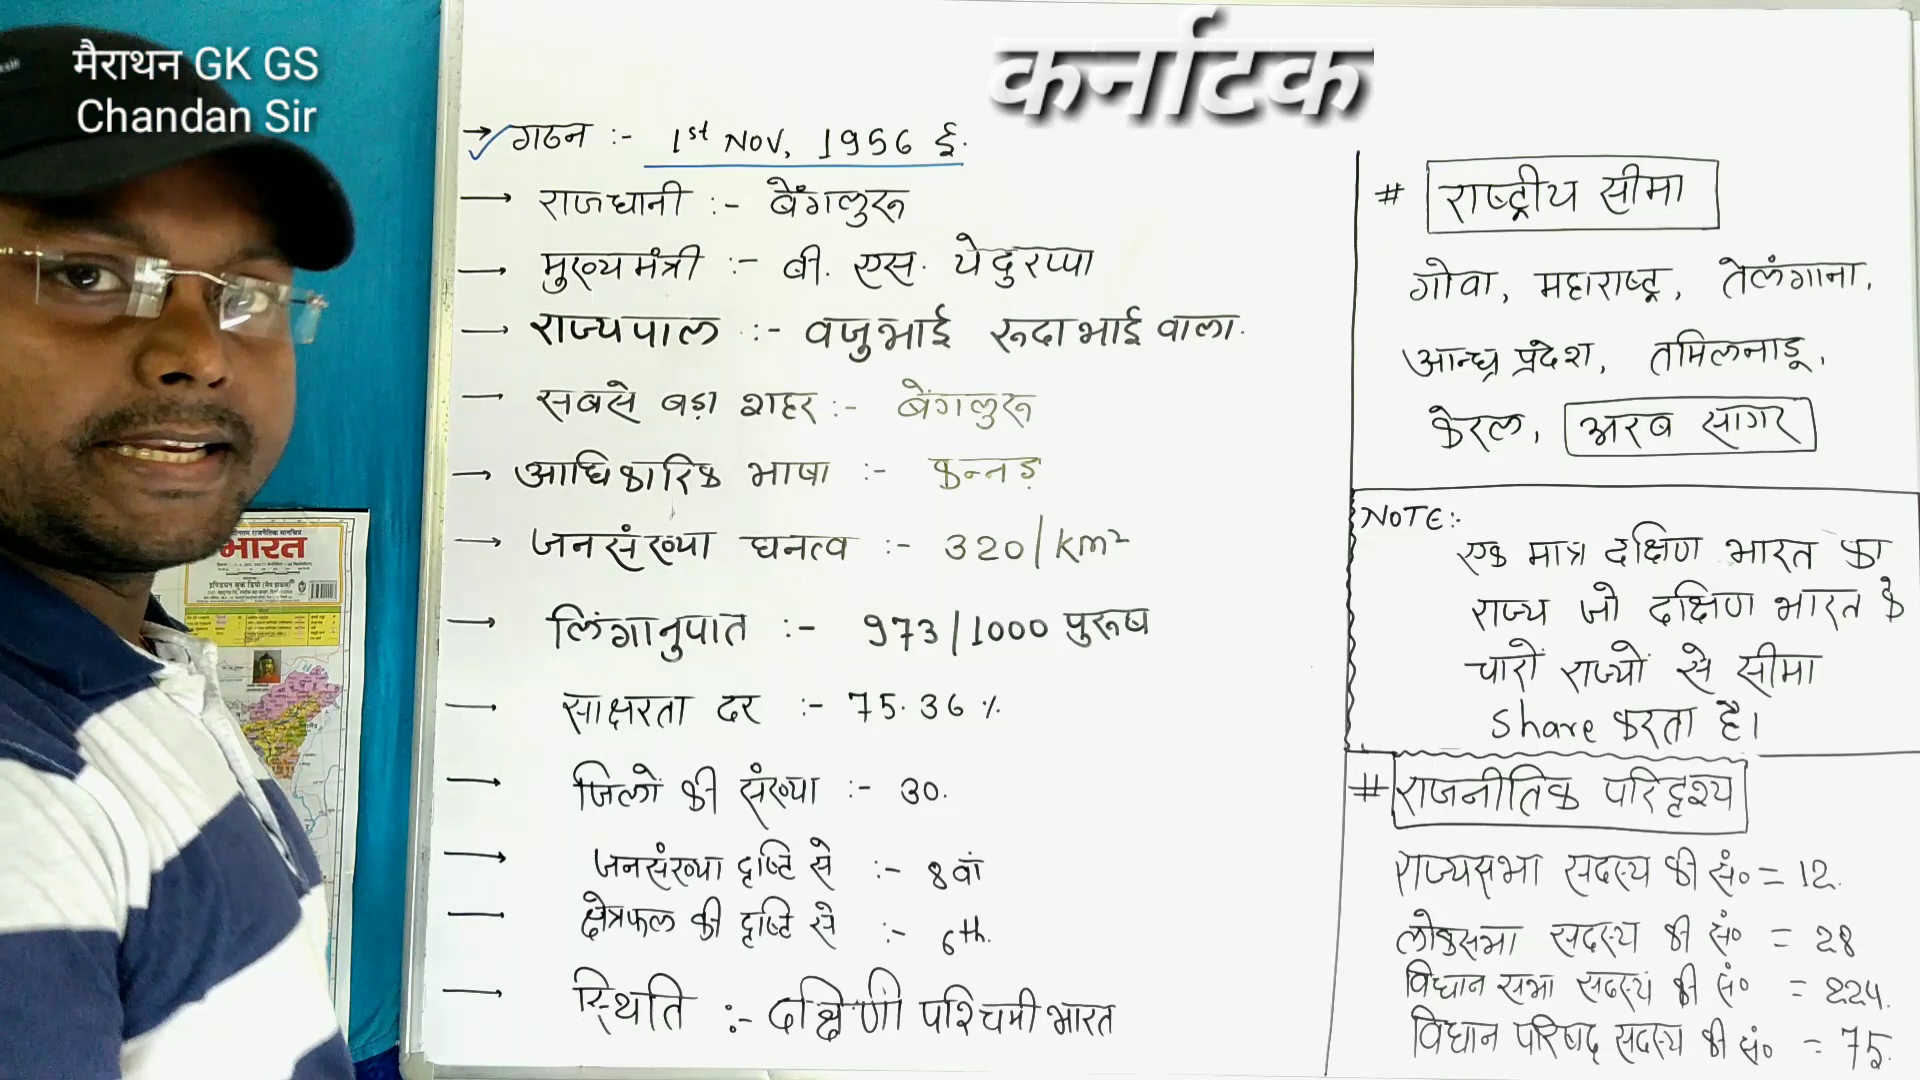 मैराथन GK GS
Chandan Sir
कर्नाटक
→ गठन :- 1st NOV, 1956 ई.
→ राजधानी :- बेंगलुरू
→ मुख्यमंत्री :- बी. एस. येदुरप्पा
→ राज्यपाल :- वजुभाई रूदाभाई वाला.
→ सबसे बड़ा शहर :- बेंगलुरू
→ आधिकारिक भाषा :- कन्नड़
→ जनसंख्या घनत्व :- 320/km²
→ लिंगानुपात :- 973/1000 पुरूष
→ साक्षरता दर :- 75.36 %
→ जिलों की संख्या :- 30.
→ जनसंख्या दृष्टि से :- 8वां
→ क्षेत्रफल की दृष्टि से :- 6th.
→ स्थिति :- दक्षिणी पश्चिमी भारत
# राष्ट्रीय सीमा
गोवा, महाराष्ट्र, तेलंगाना,
आन्ध्र प्रदेश, तमिलनाडू,
केरल, अरब सागर
NOTE:-
एक मात्र दक्षिण भारत का
राज्य जो दक्षिण भारत के
चारों राज्यों से सीमा
Share करता है।
# राजनीतिक परिदृश्य
राज्यसभा सदस्य की सं० = 12.
लोकसभा सदस्य की सं० = 28
विधान सभा सदस्य की सं० = 224.
विधान परिषद सदस्य की सं० = 75.
भारत